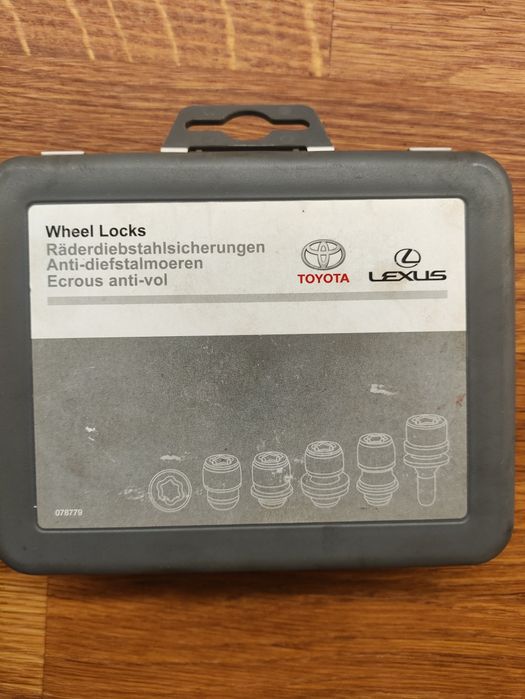 Wheel Locks
Räderdiebstahlsicherungen
Anti-diefstalmoeren
Ecrous anti-vol
TOYOTA
LEXUS
078779